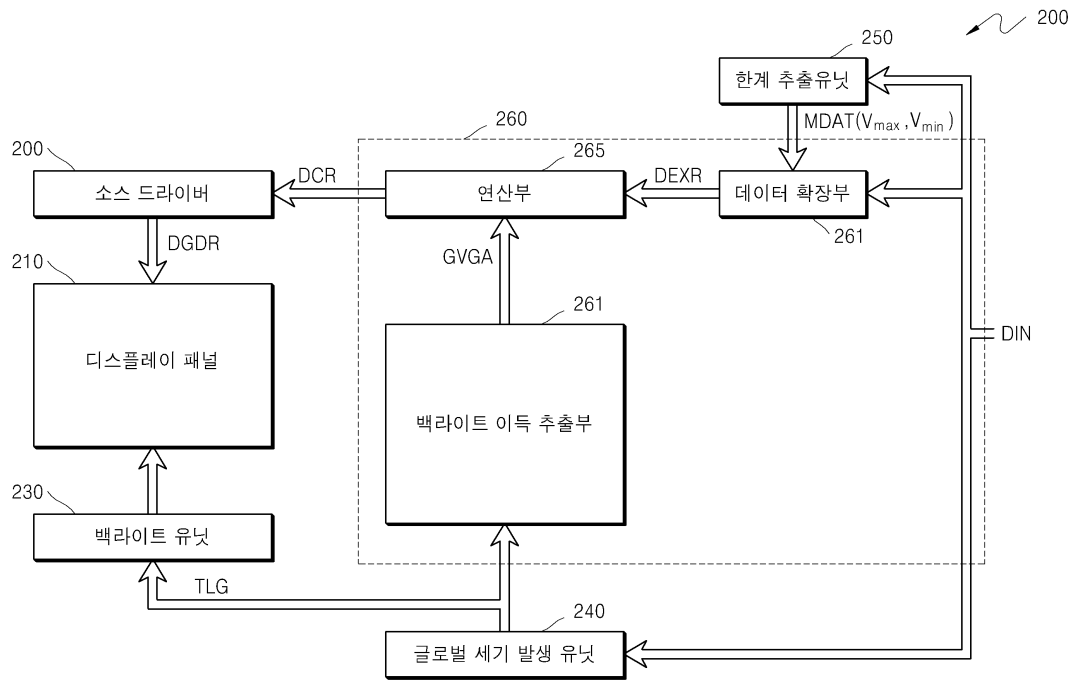 200
250
한계 추출유닛
MDAT(Vmax,Vmin)
260
200
소스 드라이버
DCR
265
연산부
DEXR
데이터 확장부
261
DGDR
GVGA
210
디스플레이 패널
261
백라이트 이득 추출부
DIN
230
백라이트 유닛
TLG
240
글로벌 세기 발생 유닛